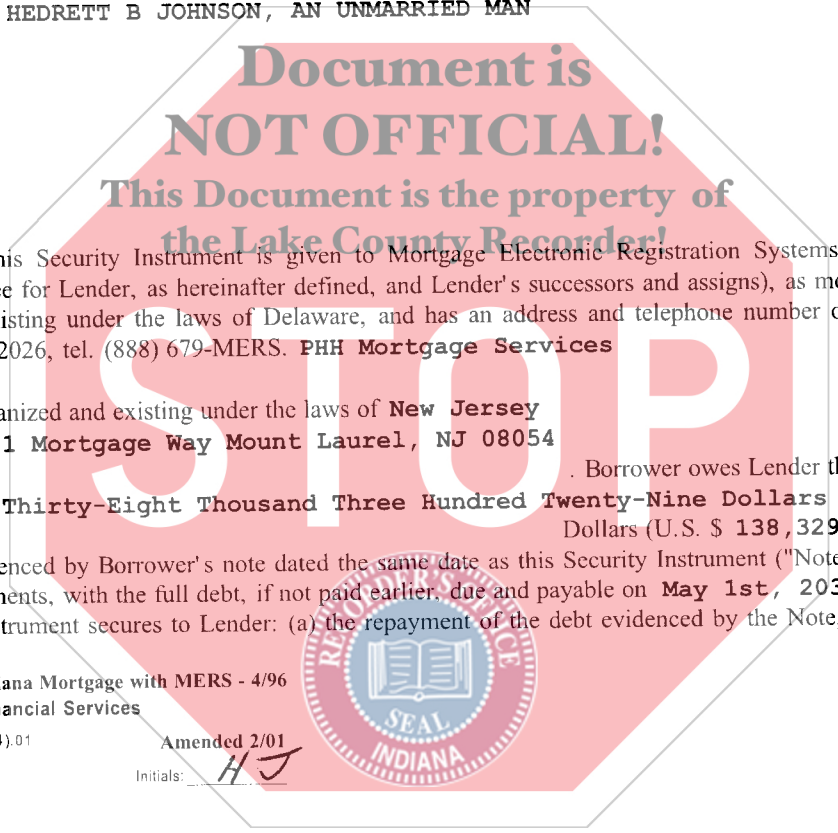 HEDRETT B JOHNSON, AN UNMARRIED MAN
Document is
NOT OFFICIAL!
This Document is the property of
the Lake County Recorder!
his Security Instrument is given to Mortgage Electronic Registration Systems
e for Lender, as hereinafter defined, and Lender's successors and assigns), as m
isting under the laws of Delaware, and has an address and telephone number o
2026, tel. (888) 679-MERS. PHH Mortgage Services
anized and existing under the laws of New Jersey
1 Mortgage Way Mount Laurel, NJ 08054
. Borrower owes Lender th
Thirty-Eight Thousand Three Hundred Twenty-Nine Dollars
Dollars (U.S. $ 138,329
enced by Borrower's note dated the same date as this Security Instrument ("Note
nents, with the full debt, if not paid earlier, due and payable on May 1st, 203
trument secures to Lender: (a) the repayment of the debt evidenced by the Note,
STOP
RECORDER'S OFFICE
SEAL
INDIANA
ana Mortgage with MERS - 4/96
ancial Services
4).01
Amended 2/01
Initials: HJ